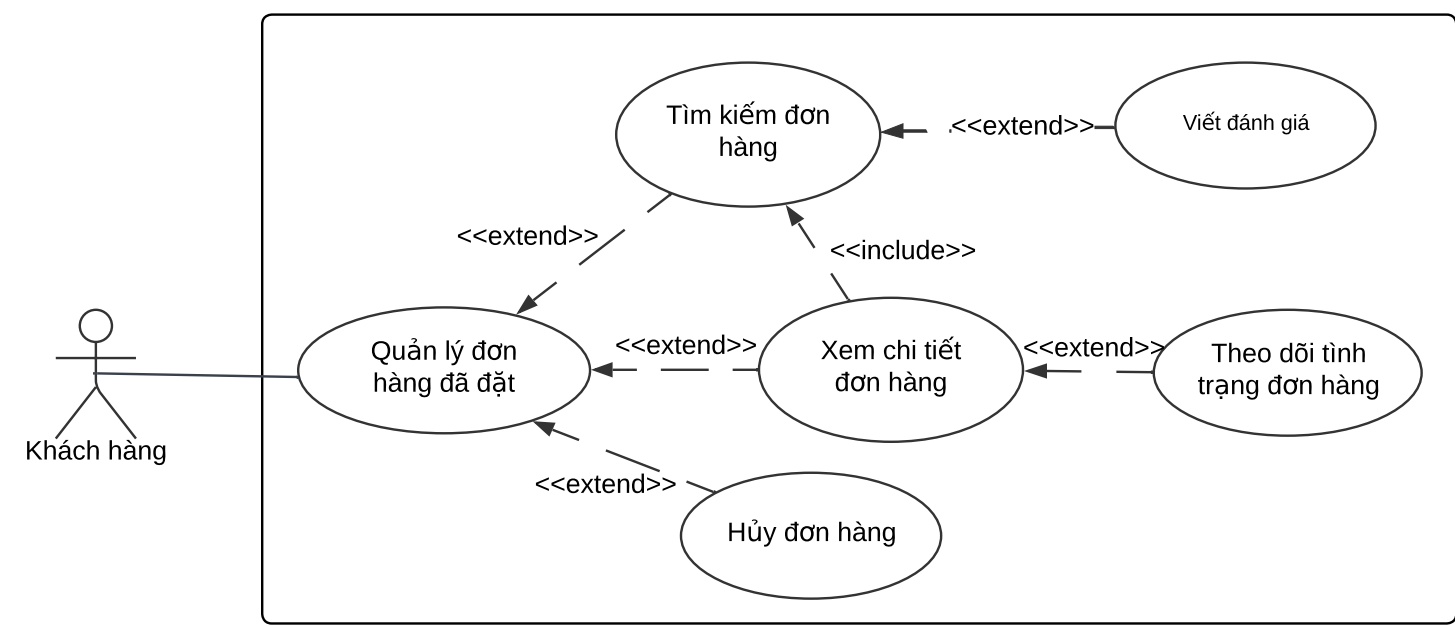 Tìm kiếm đơn
hàng
<<extend>>
Viết đánh giá
<<extend>>
<<include>>
Quản lý đơn
hàng đã đặt
<<extend>>
Xem chi tiết
đơn hàng
<<extend>>
Theo dõi tình
trạng đơn hàng
Khách hàng
<<extend>>
Hủy đơn hàng